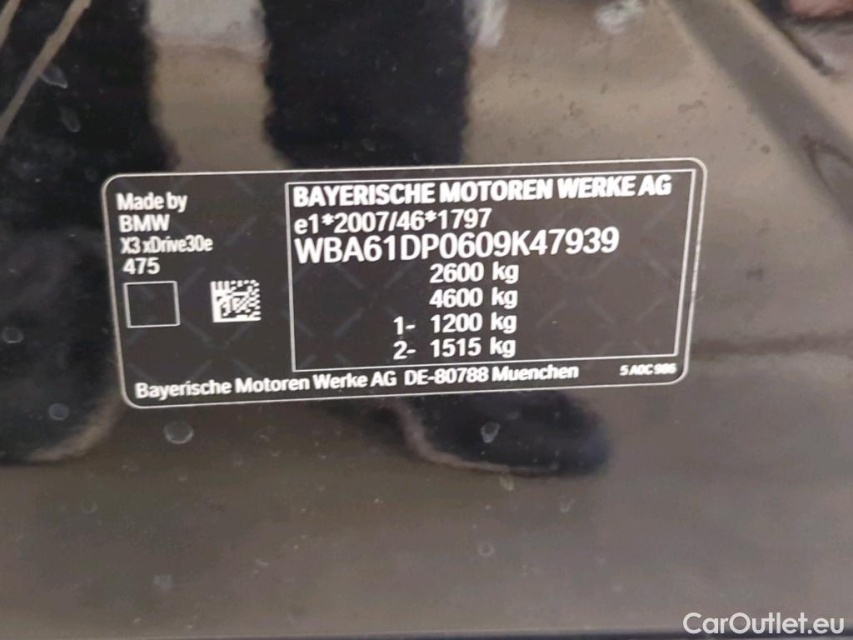 Made by
BMW
X3 xDrive30e
475
BAYERISCHE MOTOREN WERKE AG
e1*2007/46*1797
WBA61DP0609K47939
2600 kg
4600 kg
1- 1200 kg
2- 1515 kg
Bayerische Motoren Werke AG DE-80788 Muenchen
5 A0C 986
CarOutlet.eu